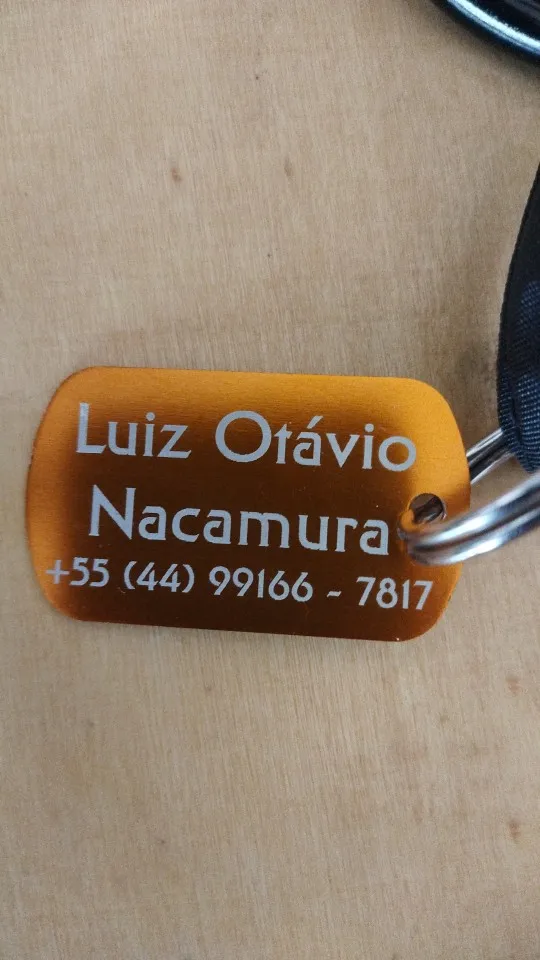 Luiz Otávio
Nacamura
+55 (44) 99166 - 7817